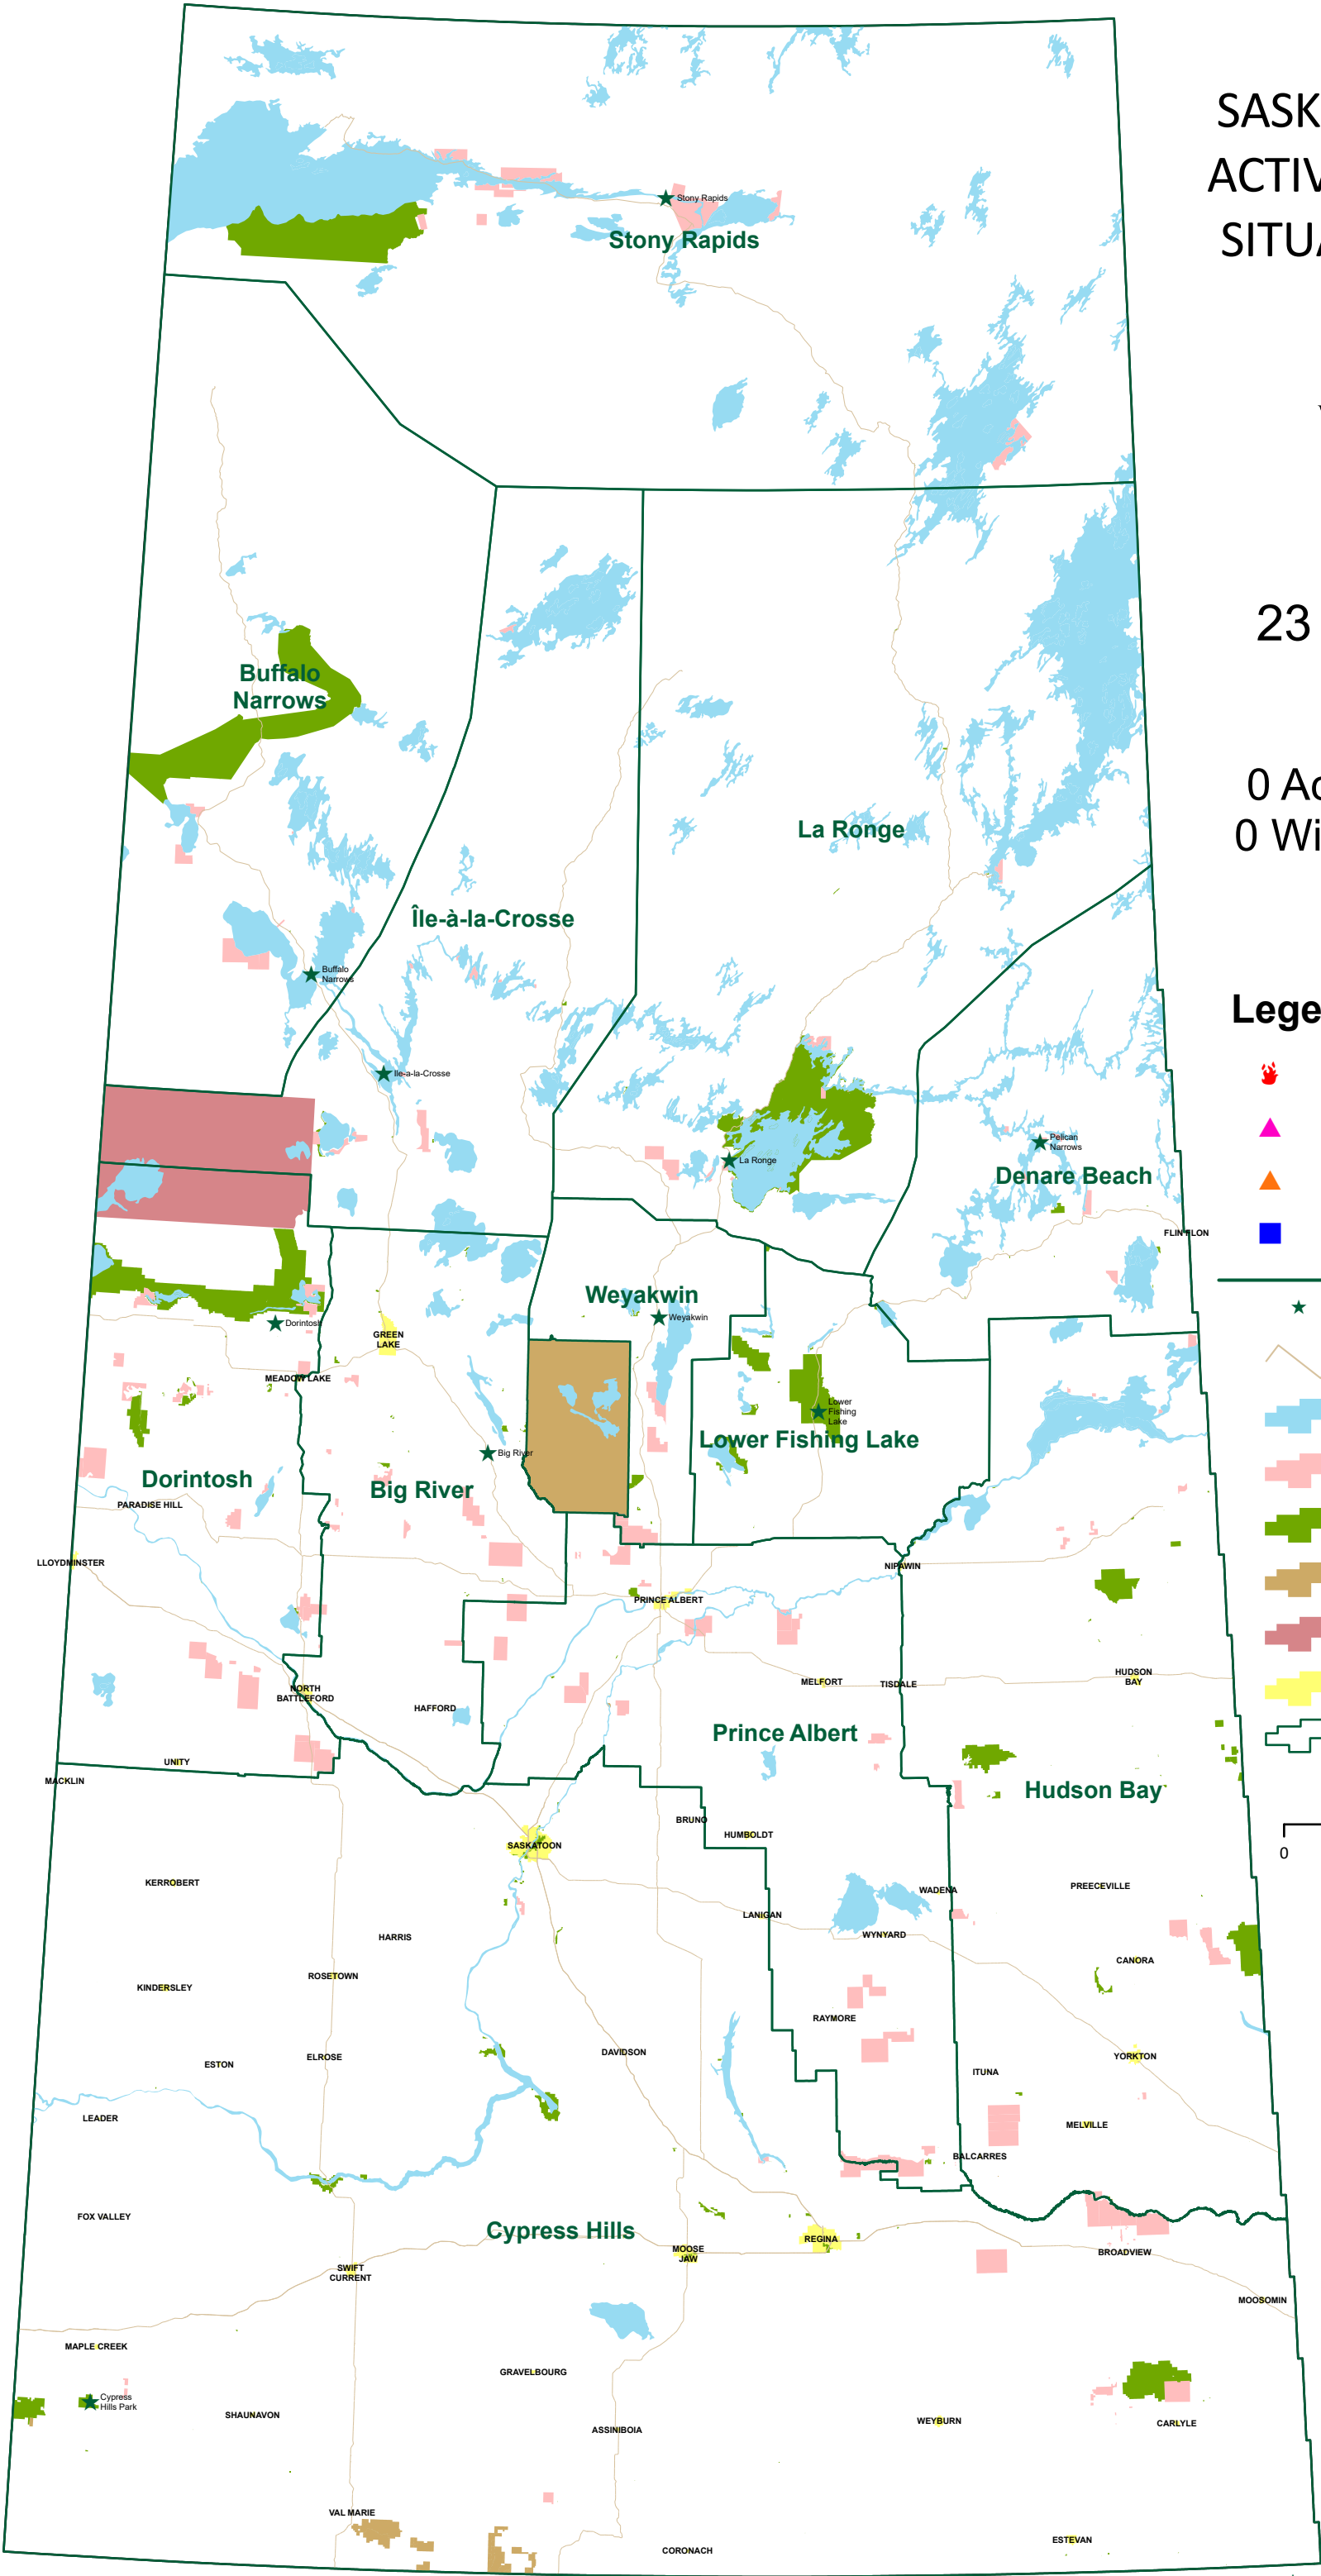 SASK
ACTIV
SITUA
23
0 Ac
0 Wi
Lege
0
Stony Rapids
Stony Rapids
Buffalo
Narrows
La Ronge
Île-à-la-Crosse
Buffalo
Narrows
Ile-a-la-Crosse
Pelican
Narrows
La Ronge
Denare Beach
FLIN FLON
Weyakwin
Weyakwin
Dorintosh
GREEN
LAKE
MEADOW LAKE
Lower
Fishing
Lake
Lower Fishing Lake
Big River
Dorintosh
Big River
PARADISE HILL
LLOYDMINSTER
NIPAWIN
PRINCE ALBERT
HUDSON
BAY
MELFORT
TISDALE
NORTH
BATTLEFORD
HAFFORD
Prince Albert
UNITY
MACKLIN
Hudson Bay
BRUNO
HUMBOLDT
SASKATOON
KERROBERT
PREECEVILLE
WADENA
LANIGAN
WYNYARD
HARRIS
CANORA
ROSETOWN
KINDERSLEY
RAYMORE
DAVIDSON
YORKTON
ELROSE
ESTON
ITUNA
LEADER
MELVILLE
BALCARRES
FOX VALLEY
Cypress Hills
REGINA
MOOSE
JAW
BROADVIEW
SWIFT
CURRENT
MOOSOMIN
MAPLE CREEK
GRAVELBOURG
Cypress
Hills Park
SHAUNAVON
WEYBURN
CARLYLE
ASSINIBOIA
VAL MARIE
ESTEVAN
CORONACH